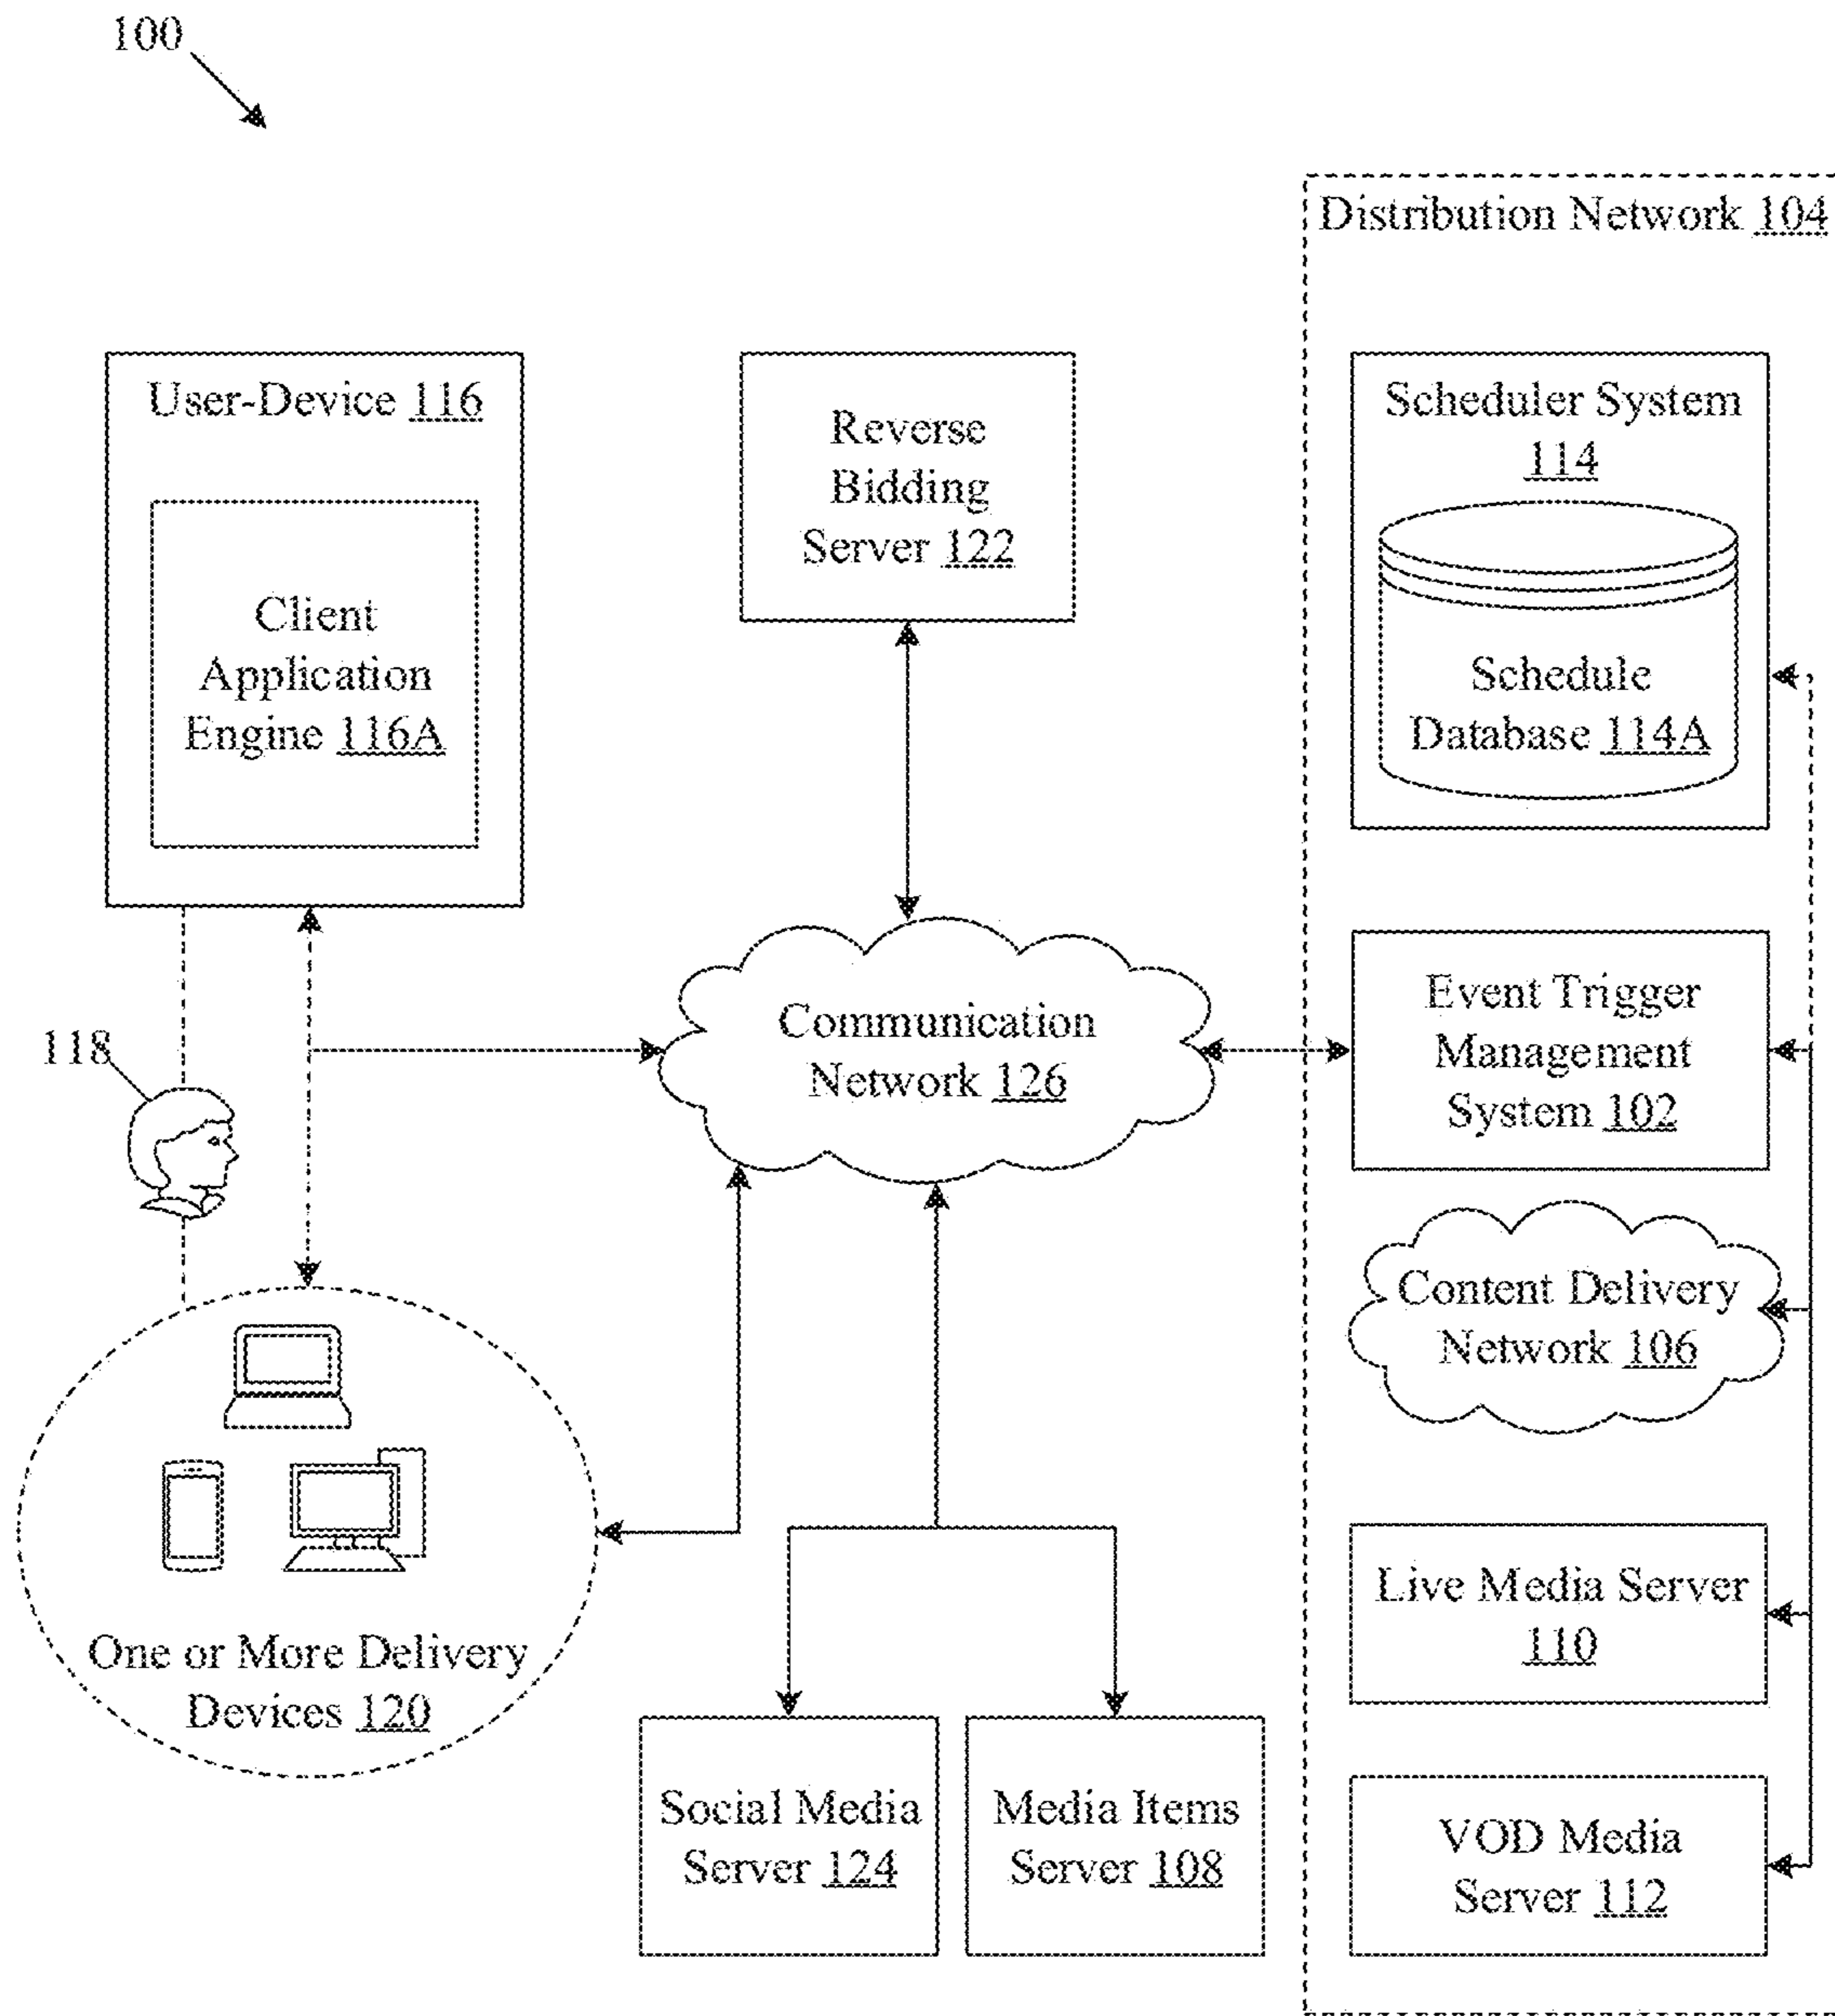 100
Distribution Network 104
User-Device 116
Client
Application
Engine 116A
Reverse
Bidding
Server 122
Scheduler System
114
Schedule
Database 114A
118
Communication
Network 126
Event Trigger
Management
System 102
Content Delivery
Network 106
One or More Delivery
Devices 120
Live Media Server
110
Social Media
Server 124
Media Items
Server 108
VOD Media
Server 112